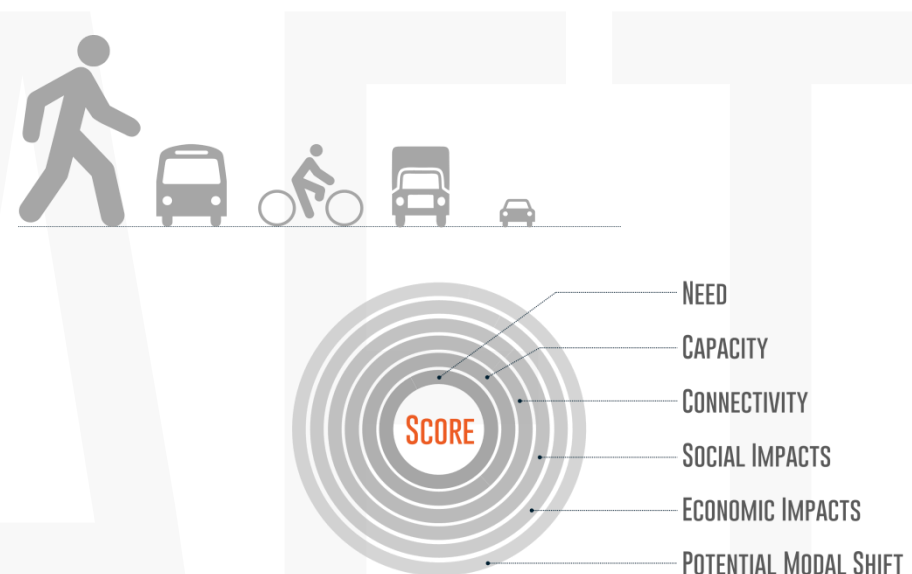 NEED
CAPACITY
CONNECTIVITY
SCORE
SOCIAL IMPACTS
ECONOMIC IMPACTS
POTENTIAL MODAL SHIFT